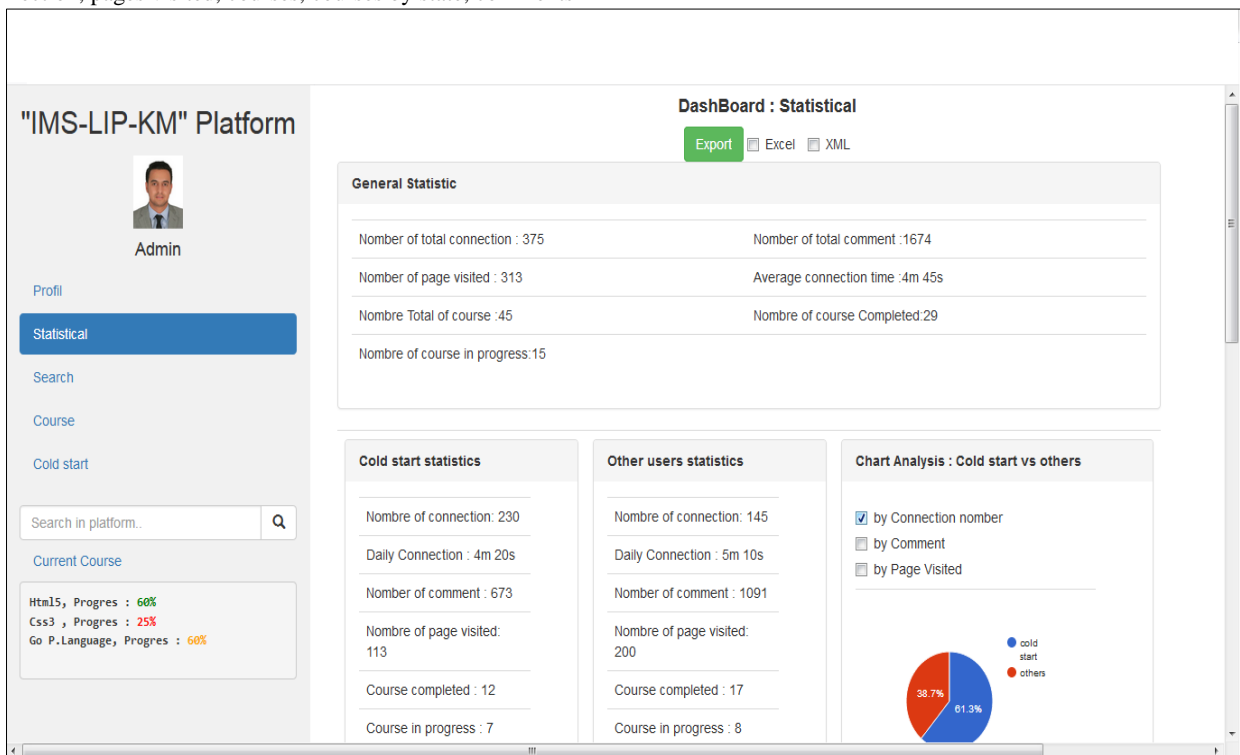 "IMS-LIP-KM" Platform
Admin
Profil
Statistical
Search
Course
Cold start
Search in platform..
Current Course
Html5, Progres : 60%
Css3 , Progres : 25%
Go P.Language, Progres : 60%
DashBoard : Statistical
Export Excel XML
General Statistic
Nomber of total connection : 375 Nomber of total comment :1674
Nomber of page visited : 313 Average connection time :4m 45s
Nombre Total of course :45 Nombre of course Completed:29
Nombre of course in progress:15
Cold start statistics
Nombre of connection: 230
Daily Connection : 4m 20s
Nomber of comment : 673
Nombre of page visited:
113
Course completed : 12
Course in progress : 7
Other users statistics
Nombre of connection: 145
Daily Connection : 5m 10s
Nomber of comment : 1091
Nombre of page visited:
200
Course completed : 17
Course in progress : 8
Chart Analysis : Cold start vs others
by Connection nomber
by Comment
by Page Visited
cold
start
others
38.7%
61.3%